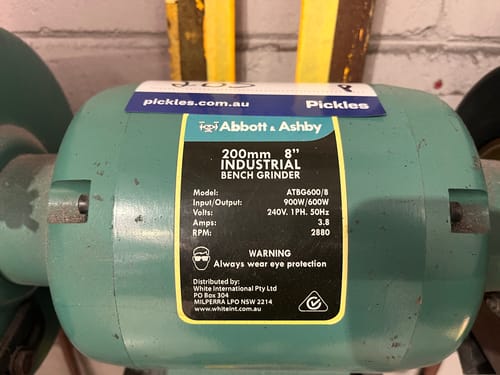 pickles.com.au Pickles
Abbott & Ashby
200mm 8"
INDUSTRIAL
BENCH GRINDER
Model: ATBG600/8
Input/Output: 900W/600W
Volts: 240V. 1PH. 50Hz
Amps: 3.8
RPM: 2880
WARNING
Always wear eye protection
Distributed by:
White International Pty Ltd
PO Box 304
MILPERRA LPO NSW 2214
www.whiteint.com.au